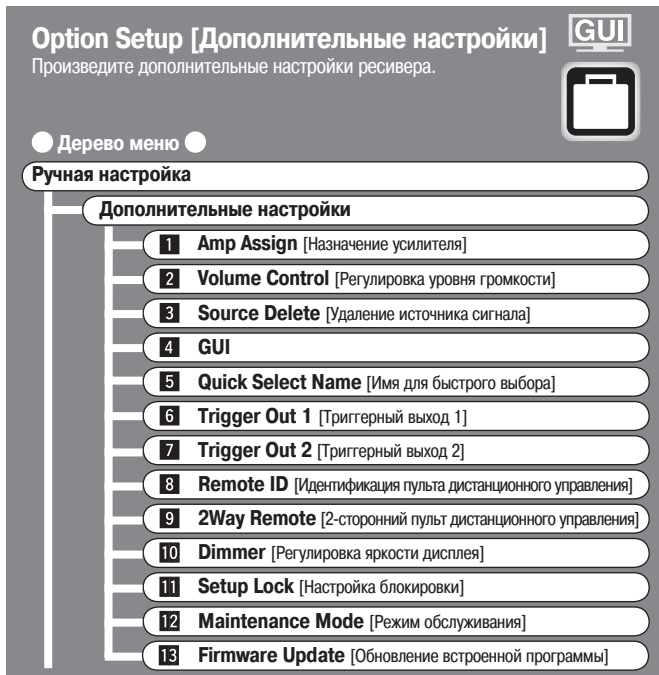 Option Setup [Дополнительные настройки]
GUI
Произведите дополнительные настройки ресивера.
Дерево меню
Ручная настройка
Дополнительные настройки
1 Amp Assign [Назначение усилителя]
2 Volume Control [Регулировка уровня громкости]
3 Source Delete [Удаление источника сигнала]
4 GUI
5 Quick Select Name [Имя для быстрого выбора]
6 Trigger Out 1 [Триггерный выход 1]
7 Trigger Out 2 [Триггерный выход 2]
8 Remote ID [Идентификация пульта дистанционного управления]
9 2Way Remote [2-сторонний пульт дистанционного управления]
10 Dimmer [Регулировка яркости дисплея]
11 Setup Lock [Настройка блокировки]
12 Maintenance Mode [Режим обслуживания]
13 Firmware Update [Обновление встроенной программы]